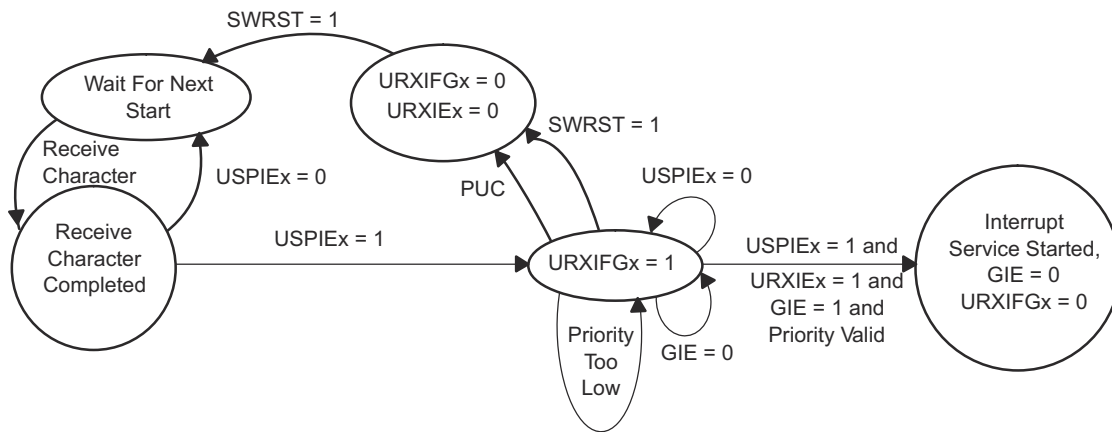 SWRST = 1
Wait For Next
Start
URXIFGx = 0
URXIEx = 0
SWRST = 1
Receive
Character
USPIEx = 0
PUC
USPIEx = 0
Receive
Character
Completed
USPIEx = 1
URXIFGx = 1
USPIEx = 1 and
URXIEx = 1 and
GIE = 1 and
Priority Valid
Interrupt
Service Started,
GIE = 0
URXIFGx = 0
Priority
Too
Low
GIE = 0